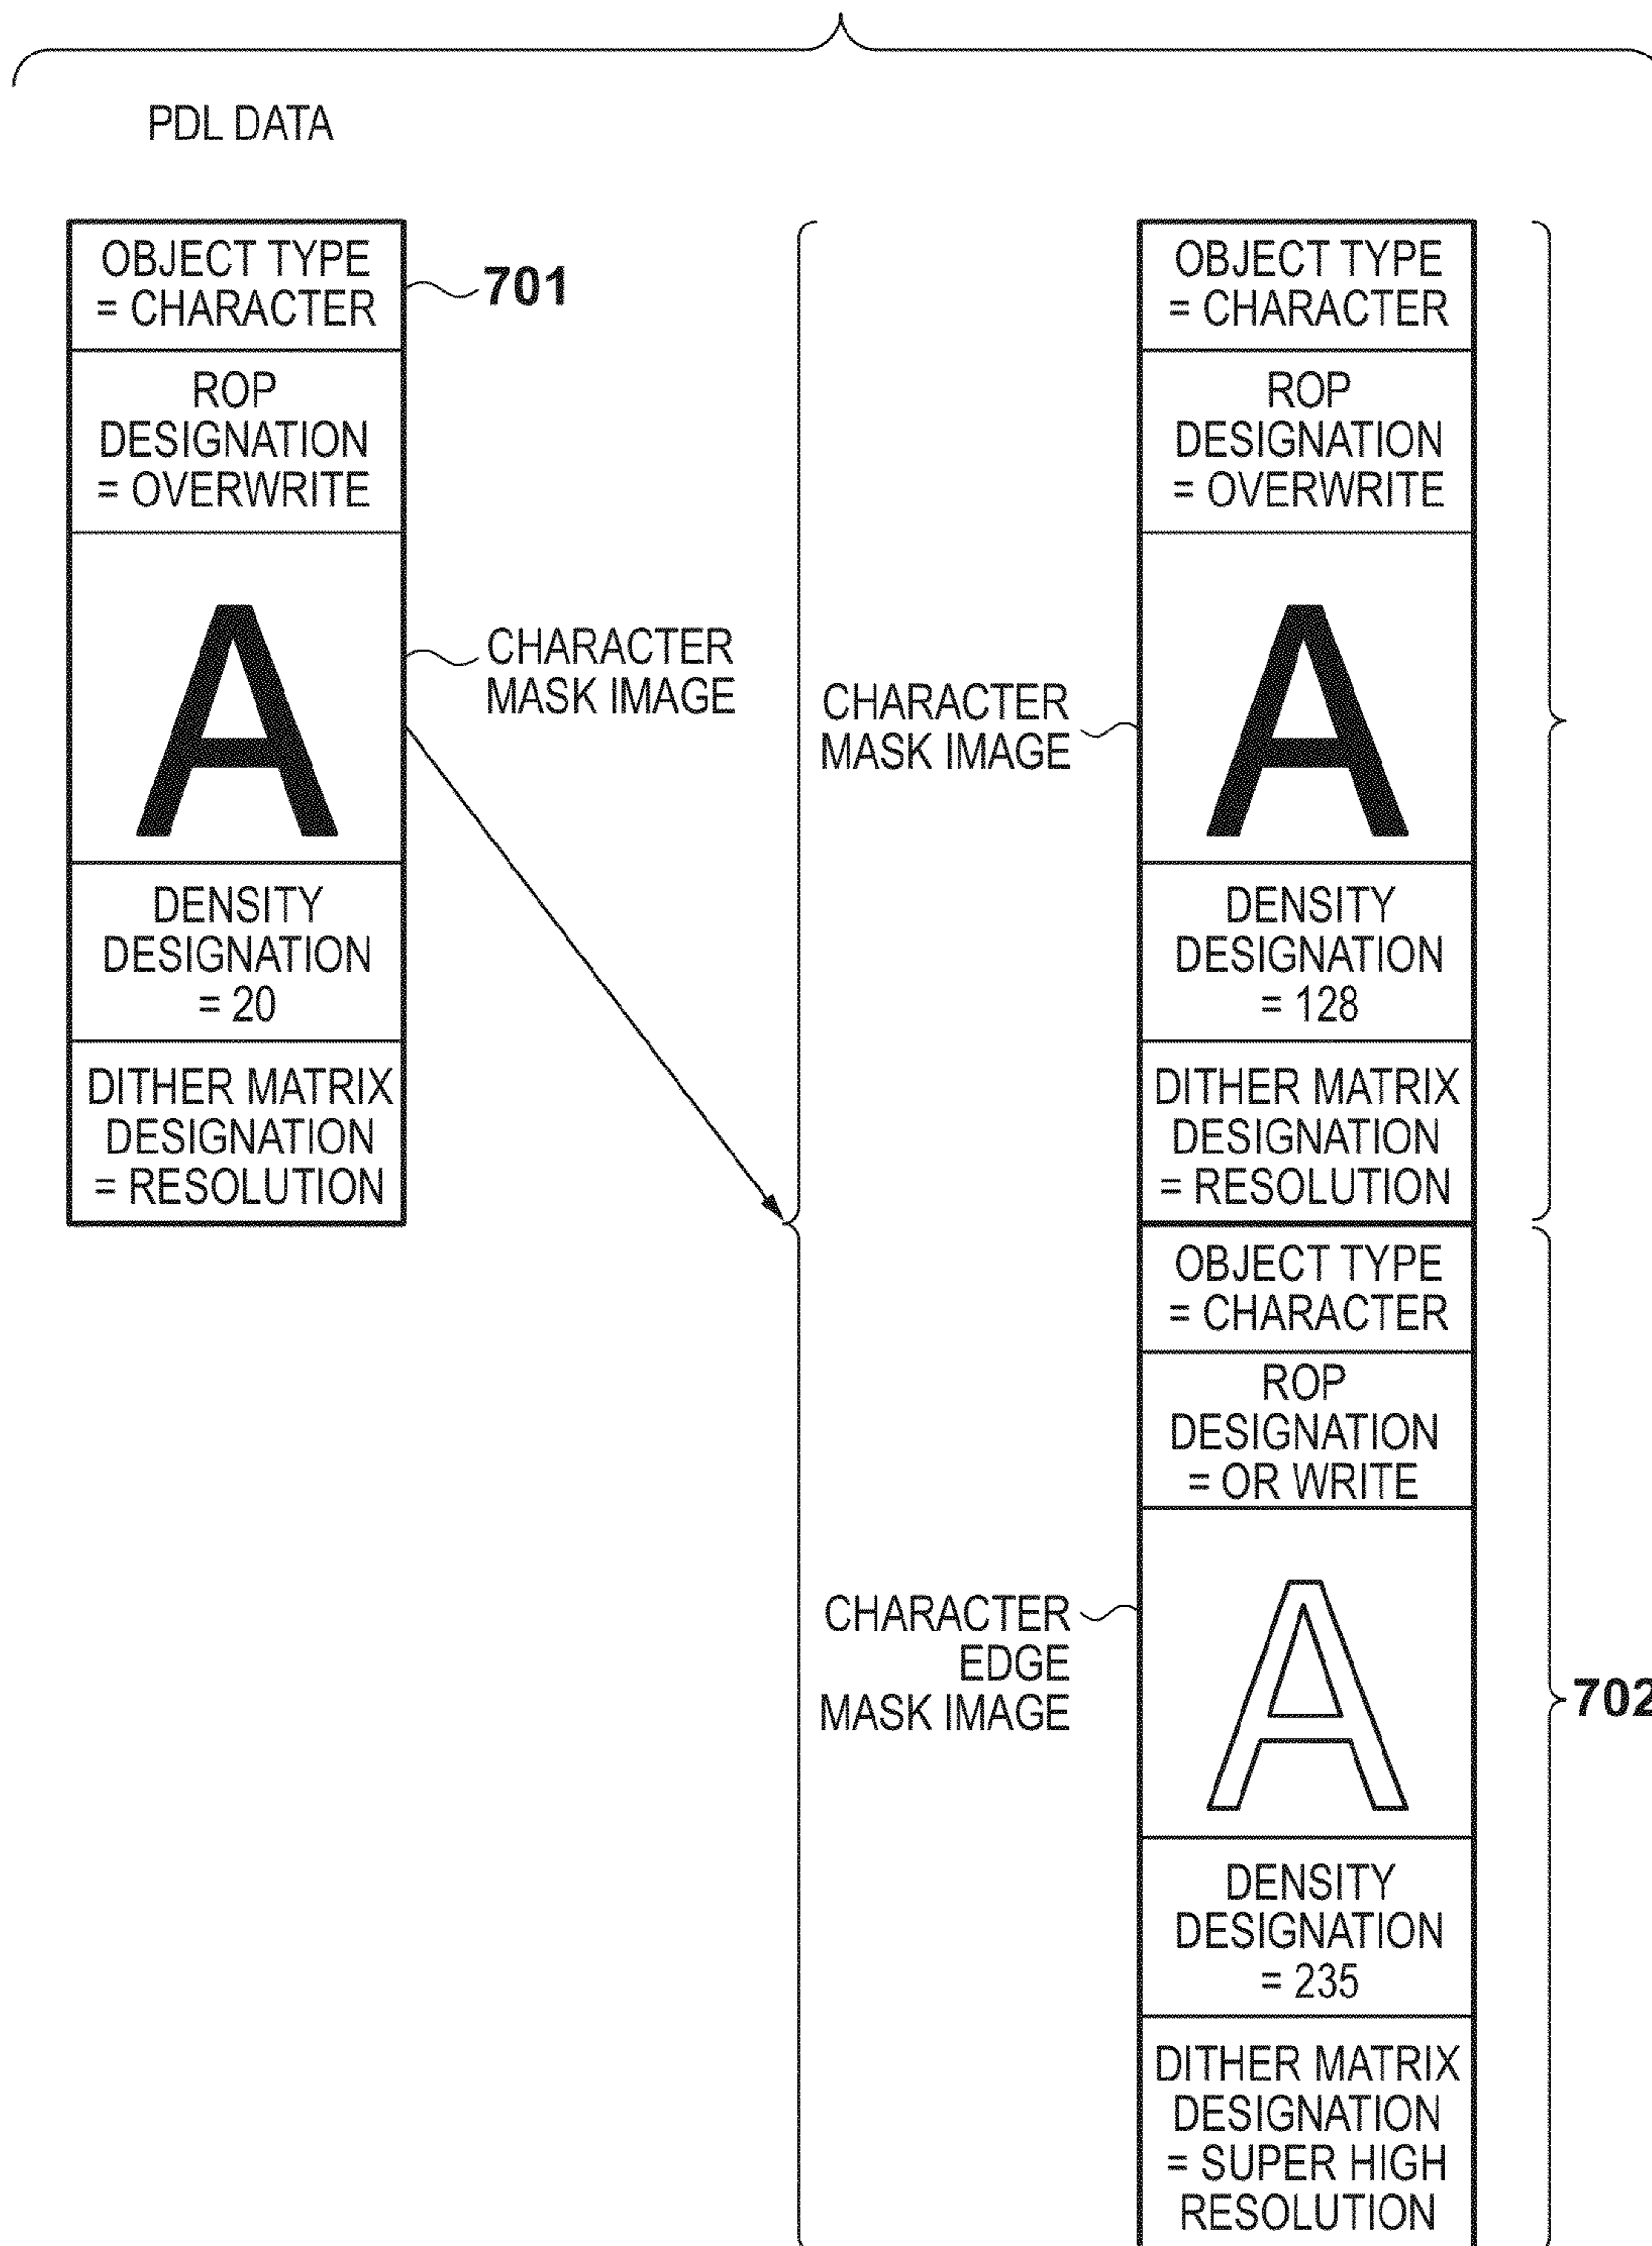 PDL DATA
OBJECT TYPE
= CHARACTER
701
ROP
DESIGNATION
= OVERWRITE
A
CHARACTER
MASK IMAGE
DENSITY
DESIGNATION
= 20
DITHER MATRIX
DESIGNATION
= RESOLUTION
OBJECT TYPE
= CHARACTER
ROP
DESIGNATION
= OVERWRITE
CHARACTER
MASK IMAGE
A
DENSITY
DESIGNATION
= 128
DITHER MATRIX
DESIGNATION
= RESOLUTION
OBJECT TYPE
= CHARACTER
ROP
DESIGNATION
= OR WRITE
CHARACTER
EDGE
MASK IMAGE
A
702
DENSITY
DESIGNATION
= 235
DITHER MATRIX
DESIGNATION
= SUPER HIGH
RESOLUTION